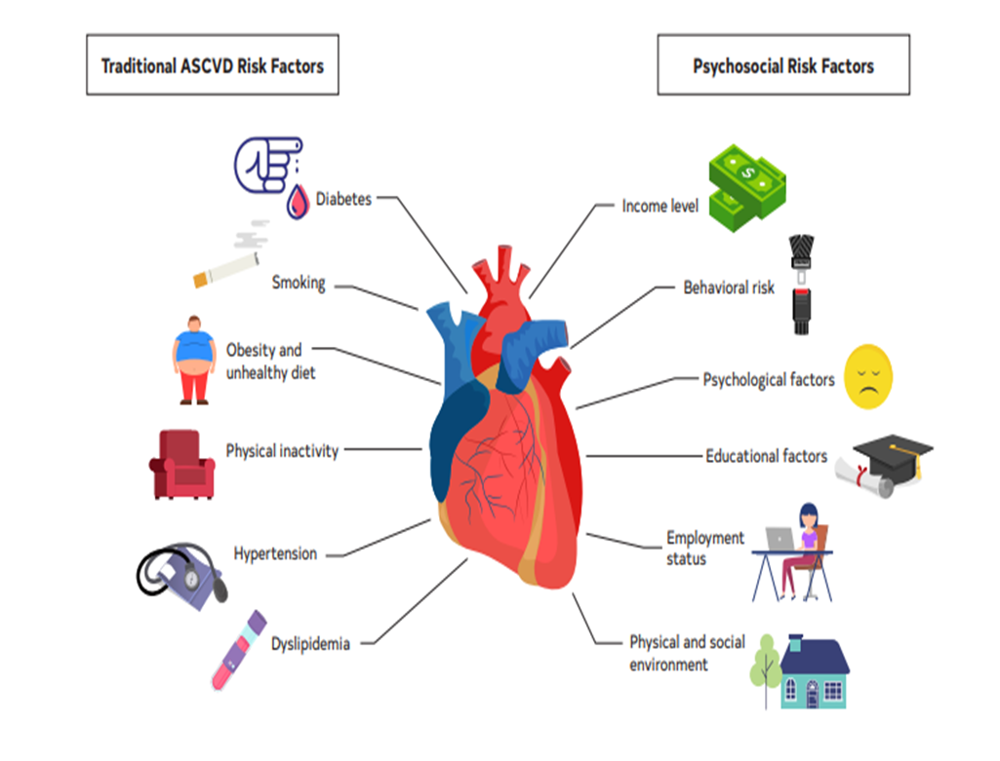 Traditional ASCVD Risk Factors
Psychosocial Risk Factors
Diabetes
Smoking
Obesity and
unhealthy diet
Physical inactivity
Hypertension
Dyslipidemia
Income level
$
Behavioral risk
Psychological factors
Educational factors
Employment
status
Physical and social
environment